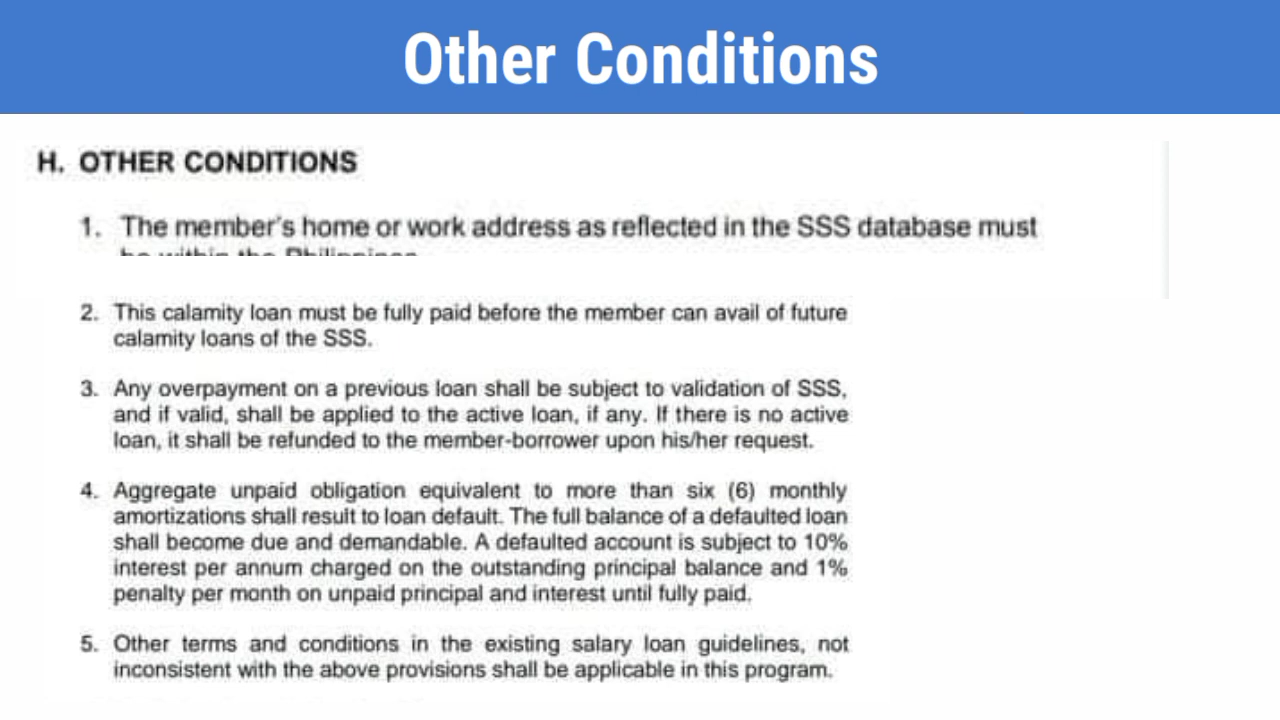 Other Conditions
H. OTHER CONDITIONS
1. The member's home or work address as reflected in the SSS database must
be within the Philippines
2. This calamity loan must be fully paid before the member can avail of future
calamity loans of the SSS.
3. Any overpayment on a previous loan shall be subject to validation of SSS,
and if valid, shall be applied to the active loan, if any. If there is no active
loan, it shall be refunded to the member-borrower upon his/her request.
4. Aggregate unpaid obligation equivalent to more than six (6) monthly
amortizations shall result to loan default. The full balance of a defaulted loan
shall become due and demandable. A defaulted account is subject to 10%
interest per annum charged on the outstanding principal balance and 1%
penalty per month on unpaid principal and interest until fully paid.
5. Other terms and conditions in the existing salary loan guidelines, not
inconsistent with the above provisions shall be applicable in this program.